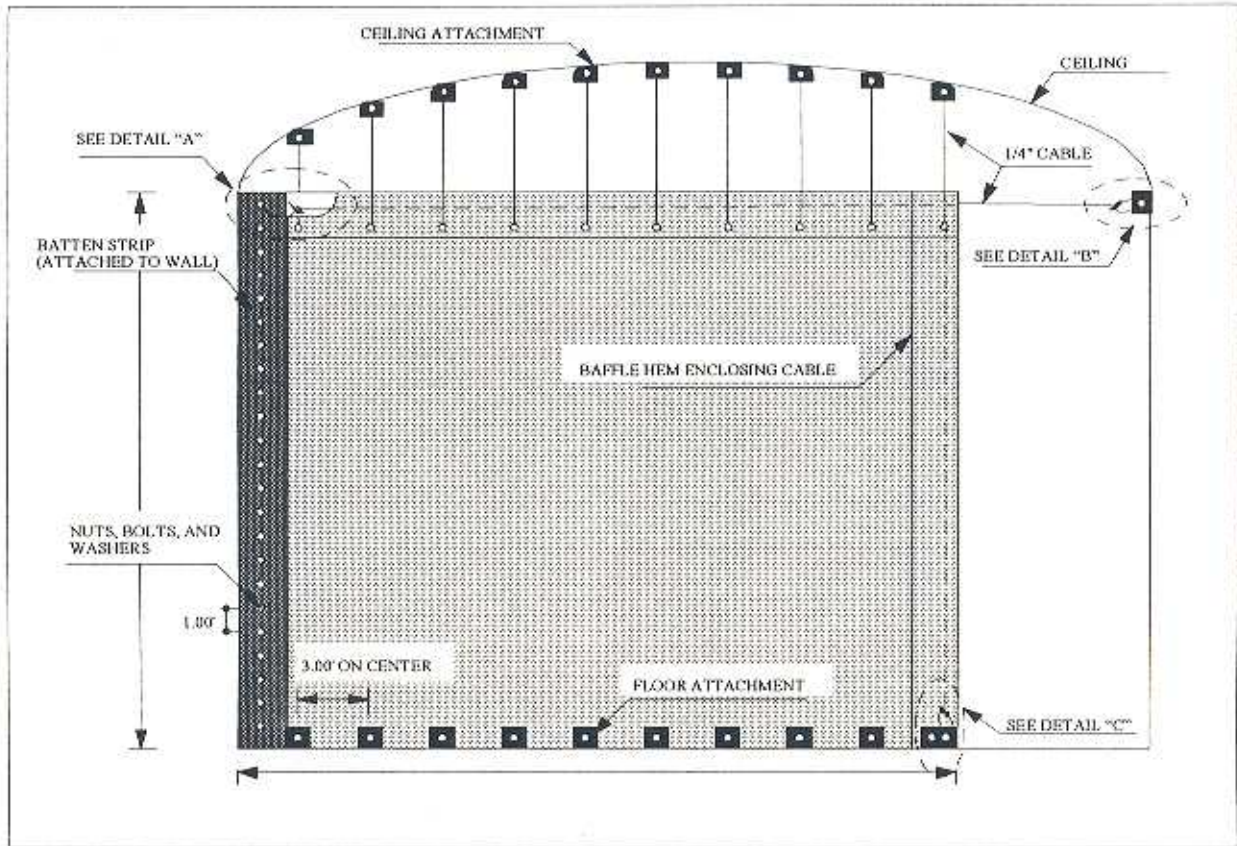 CEILING ATTACHMENT
CEILING
SEE DETAIL "A"
1/4" CABLE
BATTEN STRIP
(ATTACHED TO WALL)
SEE DETAIL "B"
BAFFLE HEM ENCLOSING CABLE
NUTS, BOLTS, AND
WASHERS
1.00'
3.00' ON CENTER
FLOOR ATTACHMENT
SEE DETAIL "C"